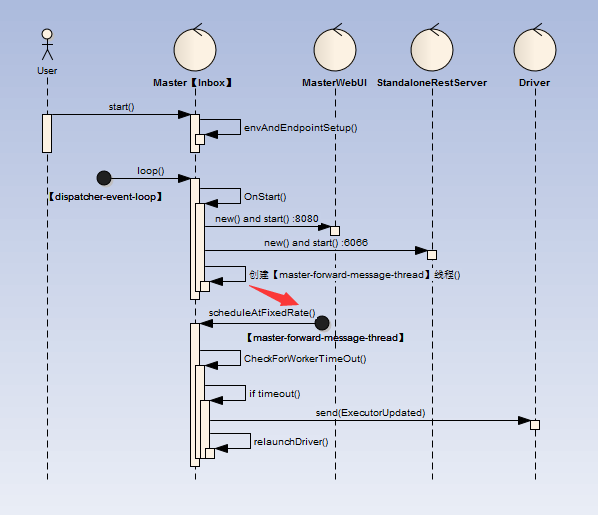 User
Master【Inbox】
MasterWebUI
StandaloneRestServer
Driver
start()
envAndEndpointSetup()
loop()
【dispatcher-event-loop】
OnStart()
new() and start() :8080
new() and start() :6066
创建【master-forward-message-thread】线程()
scheduleAtFixedRate()
【master-forward-message-thread】
CheckForWorkerTimeOut()
if timeout()
send(ExecutorUpdated)
relaunchDriver()